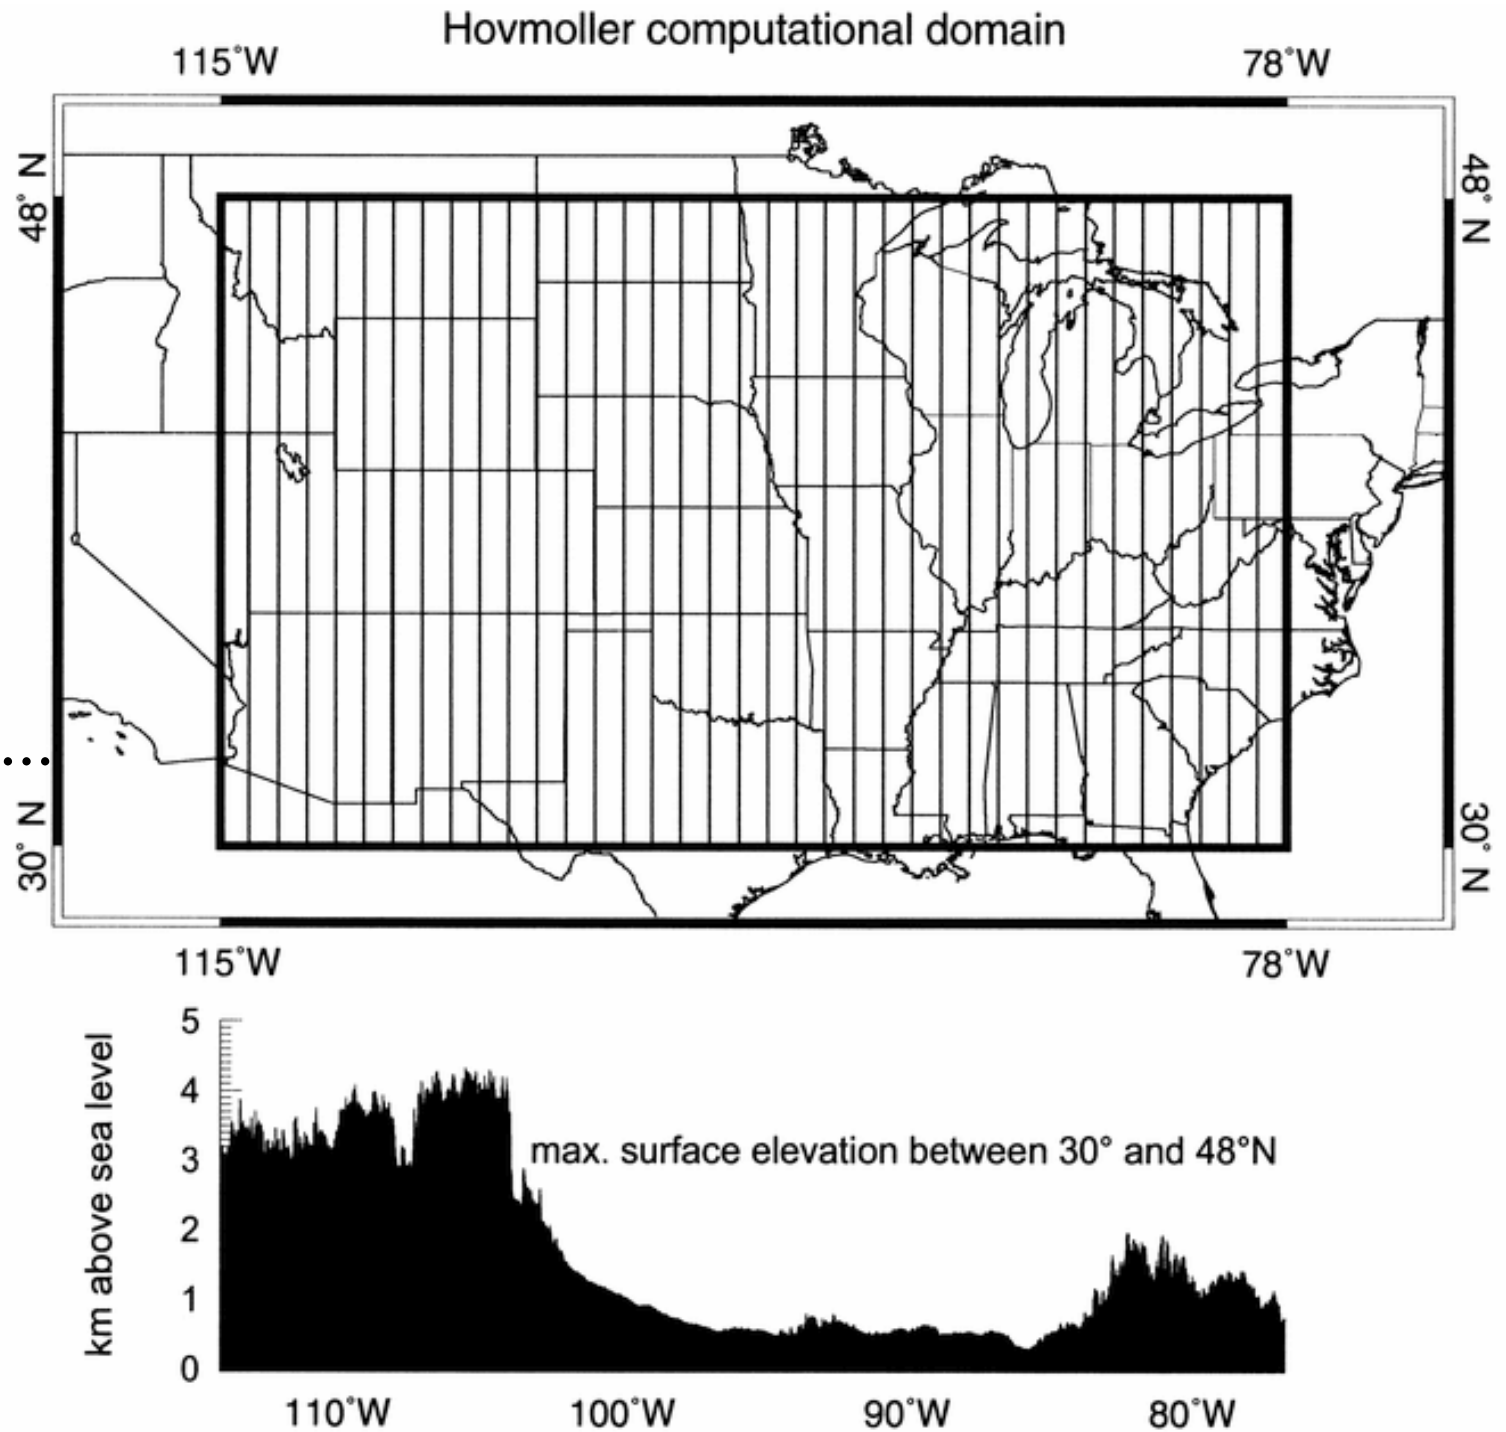 Hovmoller computational domain
115°W 78°W
48° N 48° N
30° N 30° N
115°W 78°W
5
4
3
2
1
0
km above sea level
max. surface elevation between 30° and 48°N
110°W 100°W 90°W 80°W